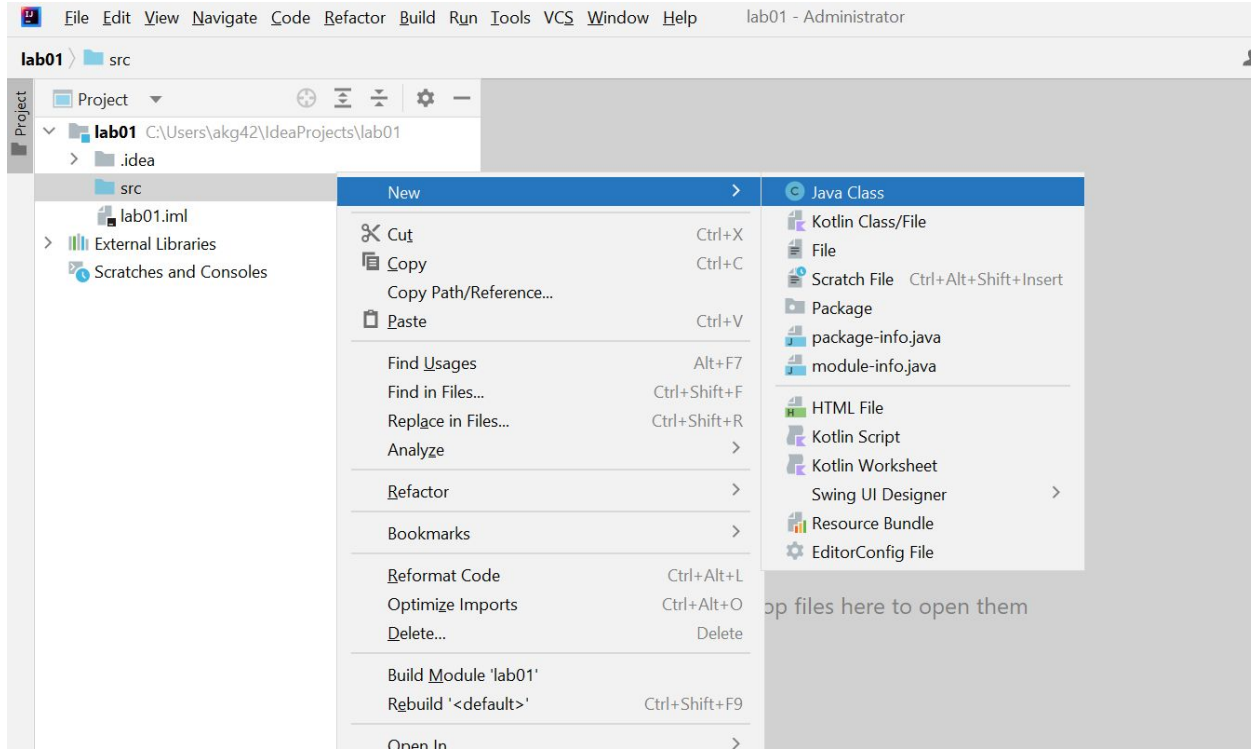 File Edit View Navigate Code Refactor Build Run Tools VCS Window Help lab01 - Administrator
lab01 src
Project
Project
lab01 C:\Users\akg42\IdeaProjects\lab01
.idea
src
lab01.iml
External Libraries
Scratches and Consoles
New
Cut Ctrl+X
Copy Ctrl+C
Copy Path/Reference...
Paste Ctrl+V
Find Usages Alt+F7
Find in Files... Ctrl+Shift+F
Replace in Files... Ctrl+Shift+R
Analyze
Refactor
Bookmarks
Reformat Code Ctrl+Alt+L
Optimize Imports Ctrl+Alt+O
Delete... Delete
Build Module 'lab01'
Rebuild '<default>' Ctrl+Shift+F9
Open In
Java Class
Kotlin Class/File
File
Scratch File Ctrl+Alt+Shift+Insert
Package
package-info.java
module-info.java
HTML File
Kotlin Script
Kotlin Worksheet
Swing UI Designer
Resource Bundle
EditorConfig File
files here to open them